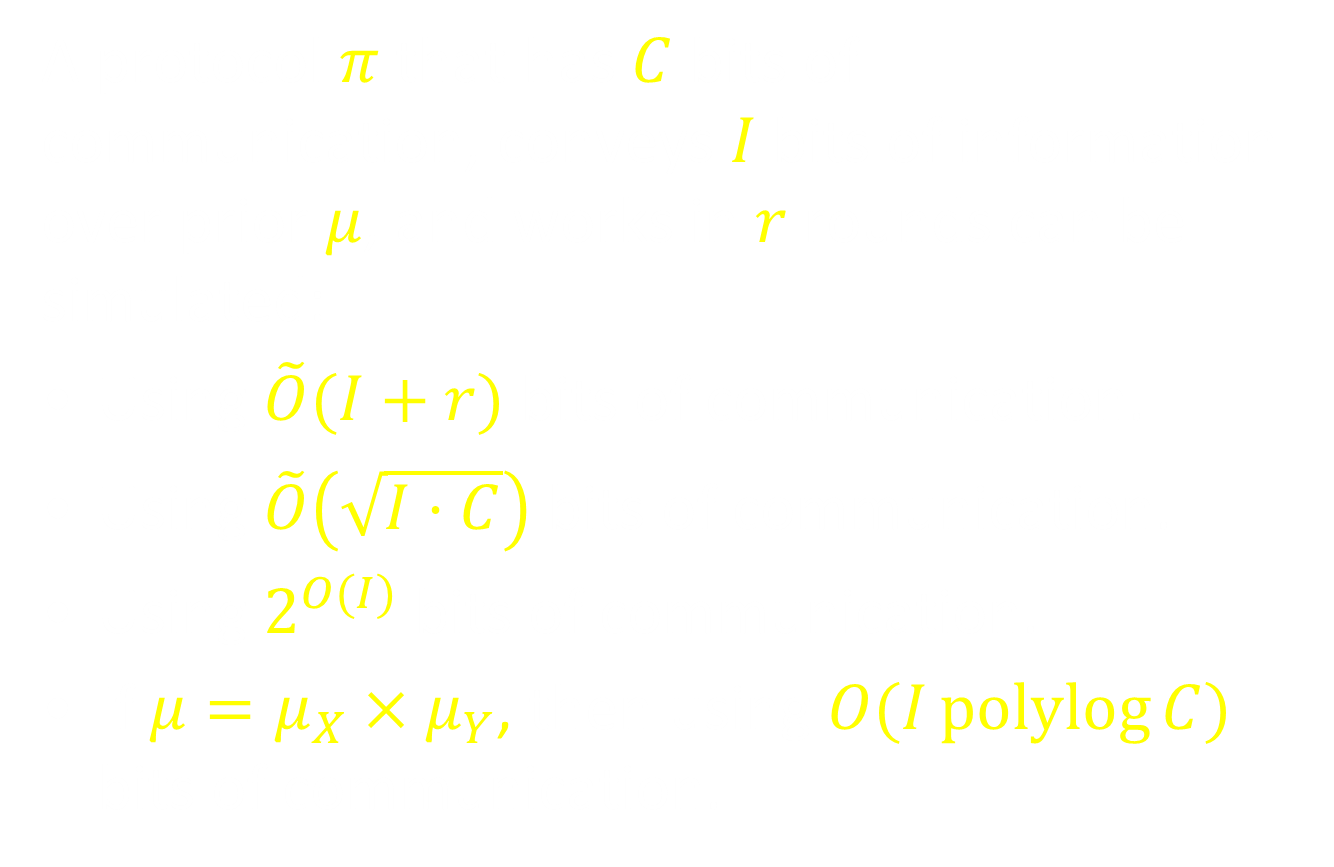 π C
I
μ r
Õ(I + r)
Õ(√(I · C))
2^{O(I)}
μ = μ_X × μ_Y, O(I polylog C)